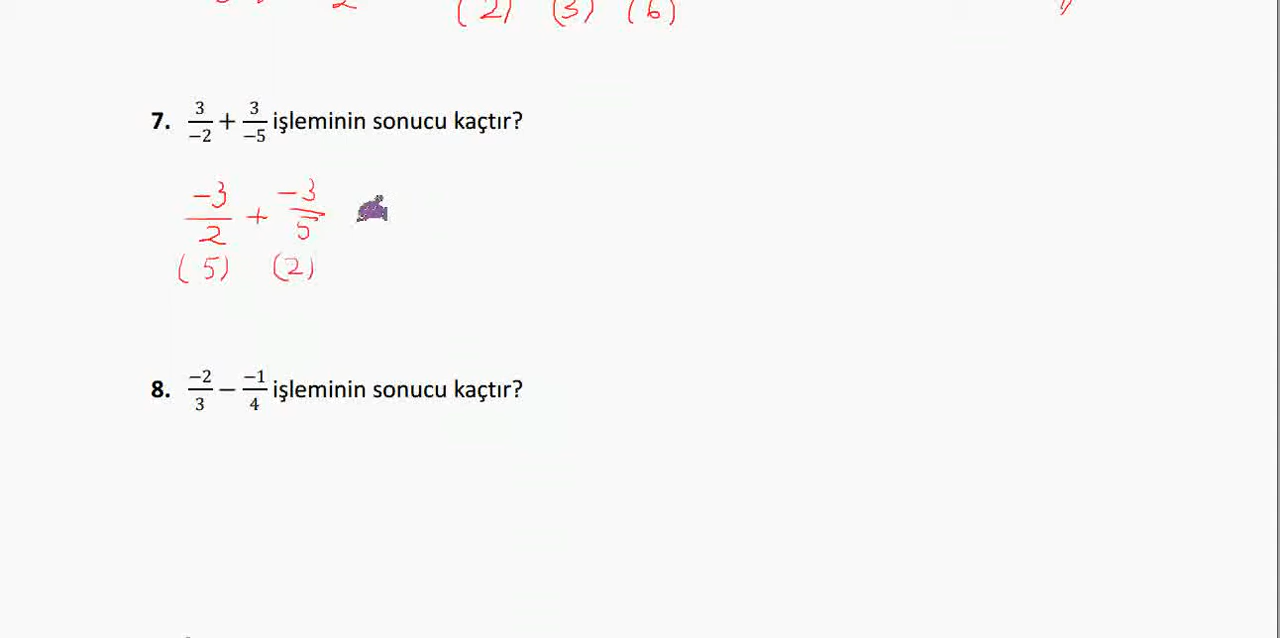 2 (2) (3) (6)
7. 3/-2 + 3/-5 işleminin sonucu kaçtır?
-3/2 + -3/5
(5) (2)
8. -2/3 − -1/4 işleminin sonucu kaçtır?